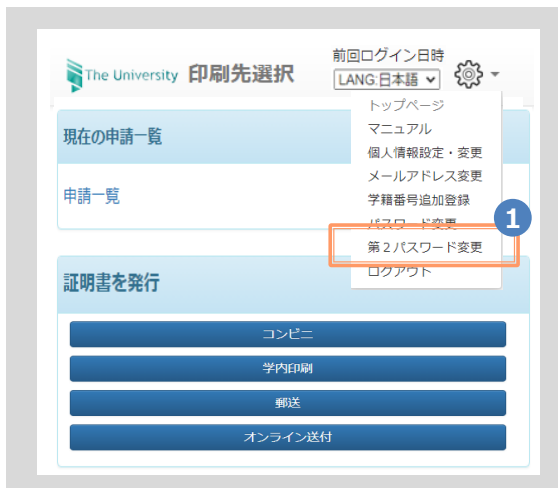 前回ログイン日時
The University 印刷先選択
LANG:日本語
トップページ
マニュアル
個人情報設定・変更
メールアドレス変更
学籍番号追加登録
パスワード変更
1
第2パスワード変更
ログアウト
現在の申請一覧
申請一覧
証明書を発行
コンビニ
学内印刷
郵送
オンライン送付